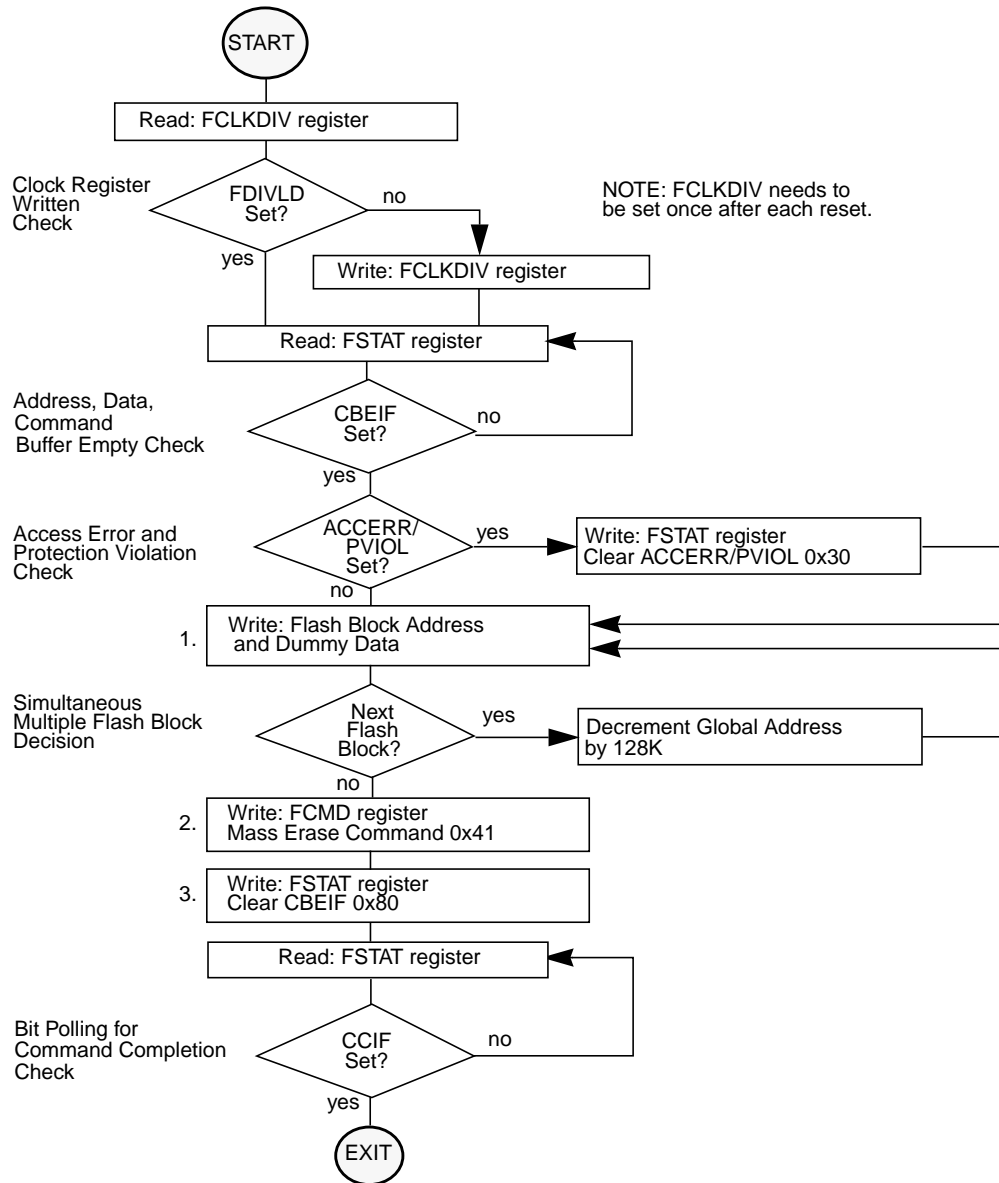 START
Read: FCLKDIV register
Clock Register
Written
Check
FDIVLD
Set?
no
yes
NOTE: FCLKDIV needs to
be set once after each reset.
Write: FCLKDIV register
Read: FSTAT register
Address, Data,
Command
Buffer Empty Check
CBEIF
Set?
no
yes
Access Error and
Protection Violation
Check
ACCERR/
PVIOL
Set?
yes
no
Write: FSTAT register
Clear ACCERR/PVIOL 0x30
1.
Write: Flash Block Address
and Dummy Data
Simultaneous
Multiple Flash Block
Decision
Next
Flash
Block?
yes
no
Decrement Global Address
by 128K
2.
Write: FCMD register
Mass Erase Command 0x41
3.
Write: FSTAT register
Clear CBEIF 0x80
Read: FSTAT register
Bit Polling for
Command Completion
Check
CCIF
Set?
no
yes
EXIT